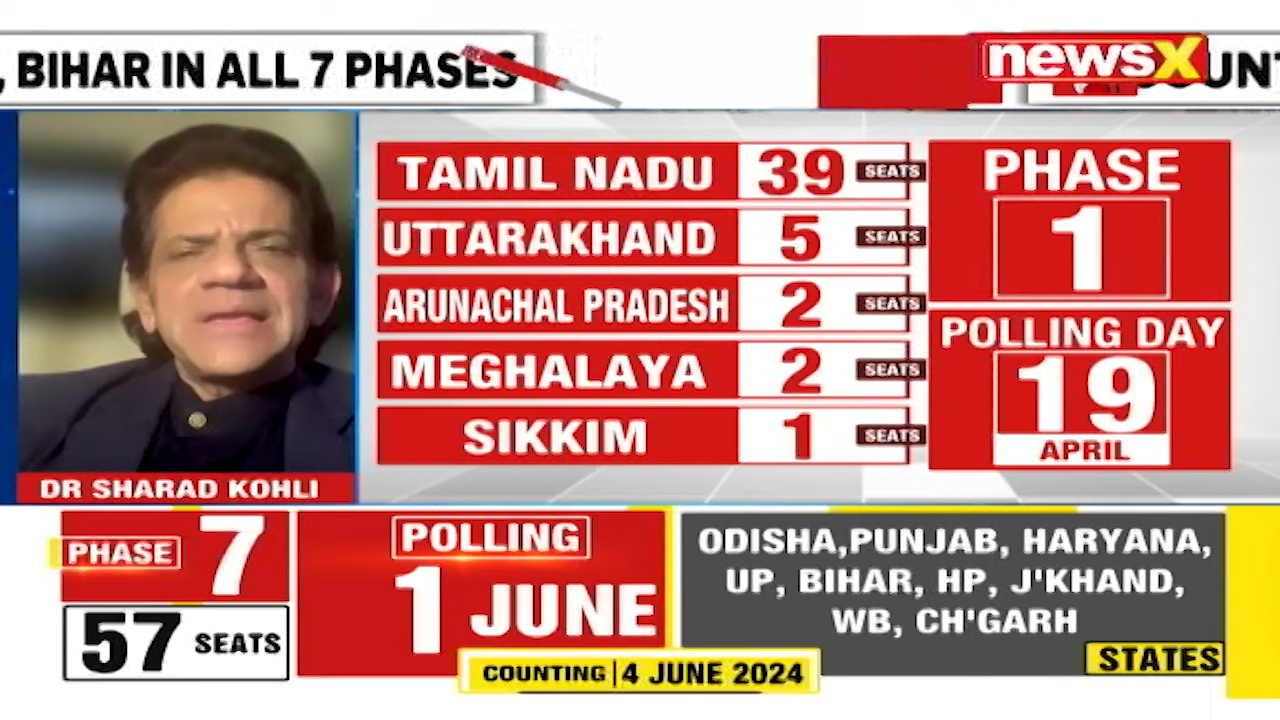 , BIHAR IN ALL 7 PHASES
newsX
TAMIL NADU 39 SEATS
UTTARAKHAND 5 SEATS
ARUNACHAL PRADESH 2 SEATS
MEGHALAYA 2 SEATS
SIKKIM 1 SEATS
PHASE
1
POLLING DAY
19
APRIL
DR SHARAD KOHLI
PHASE 7
57 SEATS
POLLING
1 JUNE
ODISHA,PUNJAB, HARYANA,
UP, BIHAR, HP, J'KHAND,
WB, CH'GARH
STATES
COUNTING 4 JUNE 2024